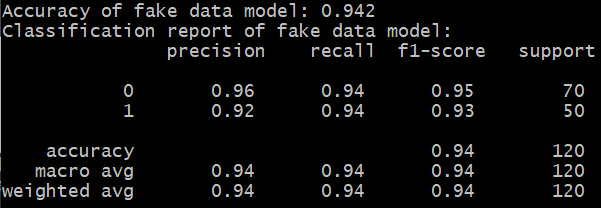 Accuracy of fake data model: 0.942
Classification report of fake data model:
precision recall f1-score support
0 0.96 0.94 0.95 70
1 0.92 0.94 0.93 50
accuracy 0.94 120
macro avg 0.94 0.94 0.94 120
weighted avg 0.94 0.94 0.94 120